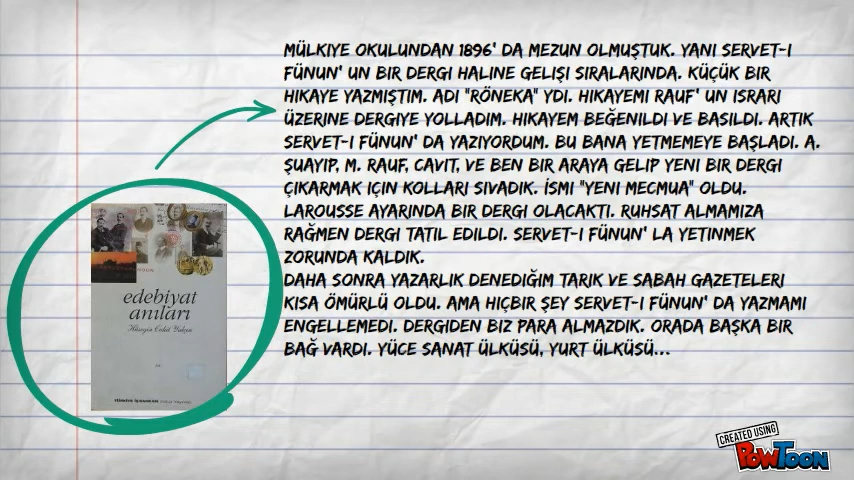 MÜLKIYE OKULUNDAN 1896' DA MEZUN OLMUŞTUK. YANI SERVET-I
FÜNUN' UN BIR DERGI HALINE GELIŞI SIRALARINDA. KÜÇÜK BIR
HIKAYE YAZMIŞTIM. ADI "RÖNEKA" YDI. HIKAYEMI RAUF' UN ISRARI
ÜZERINE DERGIYE YOLLADIM. HIKAYEM BEĞENILDI VE BASILDI. ARTIK
SERVET-I FÜNUN' DA YAZIYORDUM. BU BANA YETMEMEYE BAŞLADI. A.
ŞUAYIP, M. RAUF, CAVIT, VE BEN BIR ARAYA GELIP YENI BIR DERGI
ÇIKARMAK IÇIN KOLLARI SIVADIK. İSMI "YENI MECMUA" OLDU.
LAROUSSE AYARINDA BIR DERGI OLACAKTI. RUHSAT ALMAMIZA
RAĞMEN DERGI TATIL EDILDI. SERVET-I FÜNUN' LA YETINMEK
ZORUNDA KALDIK.
DAHA SONRA YAZARLIK DENEDIĞIM TARIK VE SABAH GAZETELERI
KISA ÖMÜRLÜ OLDU. AMA HIÇBIR ŞEY SERVET-I FÜNUN' DA YAZMAMI
ENGELLEMEDI. DERGIDEN BIZ PARA ALMAZDIK. ORADA BAŞKA BIR
BAĞ VARDI. YÜCE SANAT ÜLKÜSÜ, YURT ÜLKÜSÜ...
edebiyat
anıları
Hüseyin Cahit Yalçın
CREATED USING
POWTOON